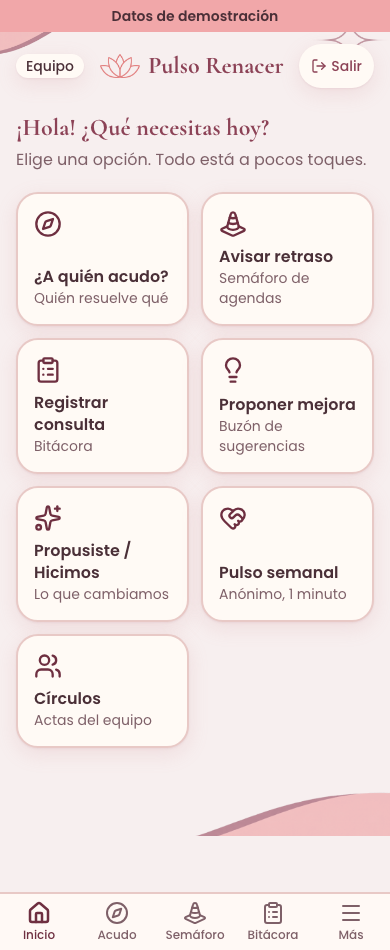 Datos de demostración
Equipo
Pulso Renacer
Salir
¡Hola! ¿Qué necesitas hoy?
Elige una opción. Todo está a pocos toques.
¿A quién acudo?
Quién resuelve qué
Avisar retraso
Semáforo de
agendas
Registrar
consulta
Bitácora
Proponer mejora
Buzón de
sugerencias
Propusiste /
Hicimos
Lo que cambiamos
Pulso semanal
Anónimo, 1 minuto
Círculos
Actas del equipo
Inicio
Acudo
Semáforo
Bitácora
Más